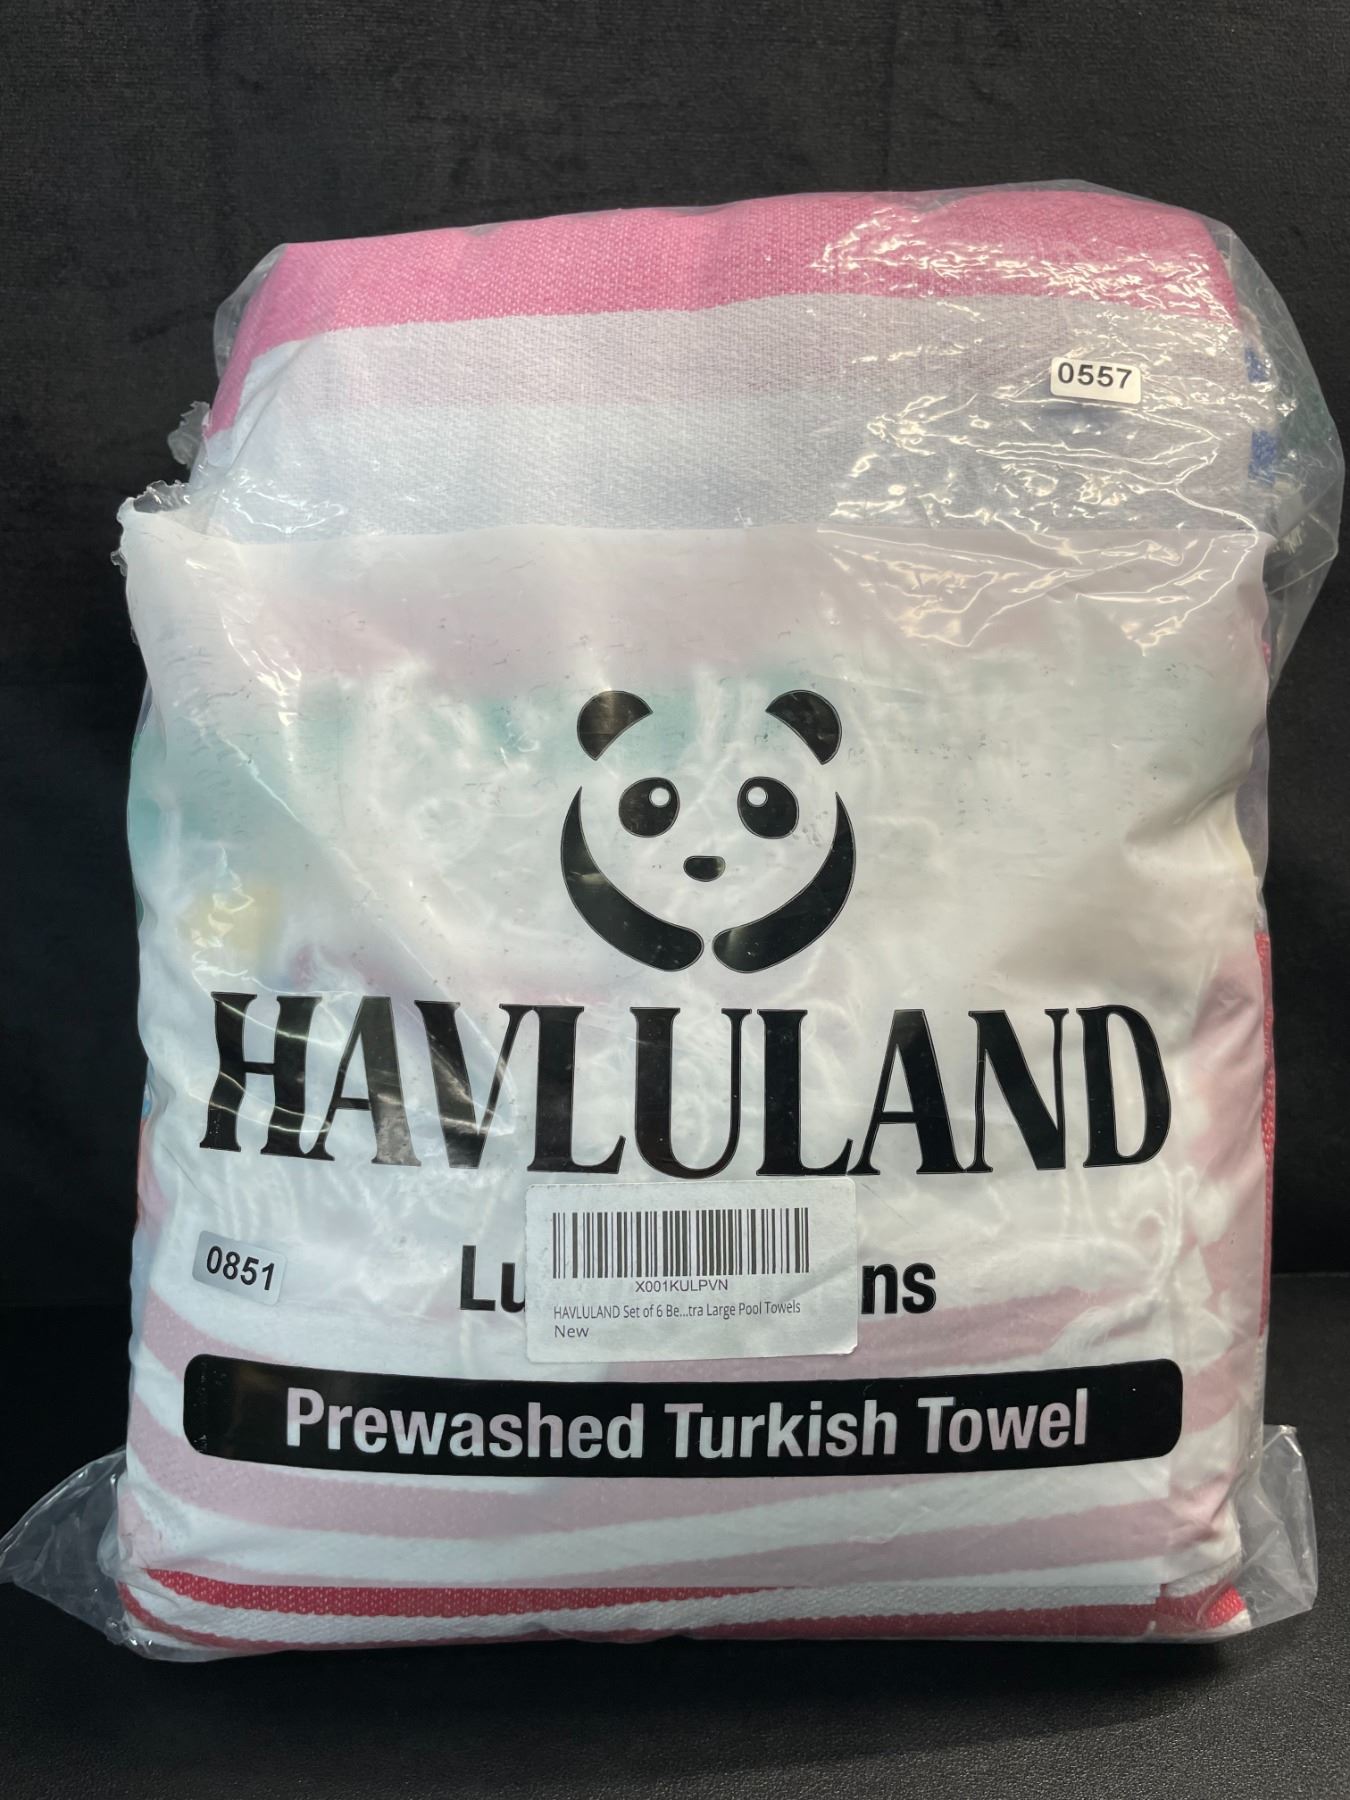 0557
HAVLULAND
0851
Lu
ns
X001KULPVN
HAVLULAND Set of 6 Be...tra Large Pool Towels
New
Prewashed Turkish Towel